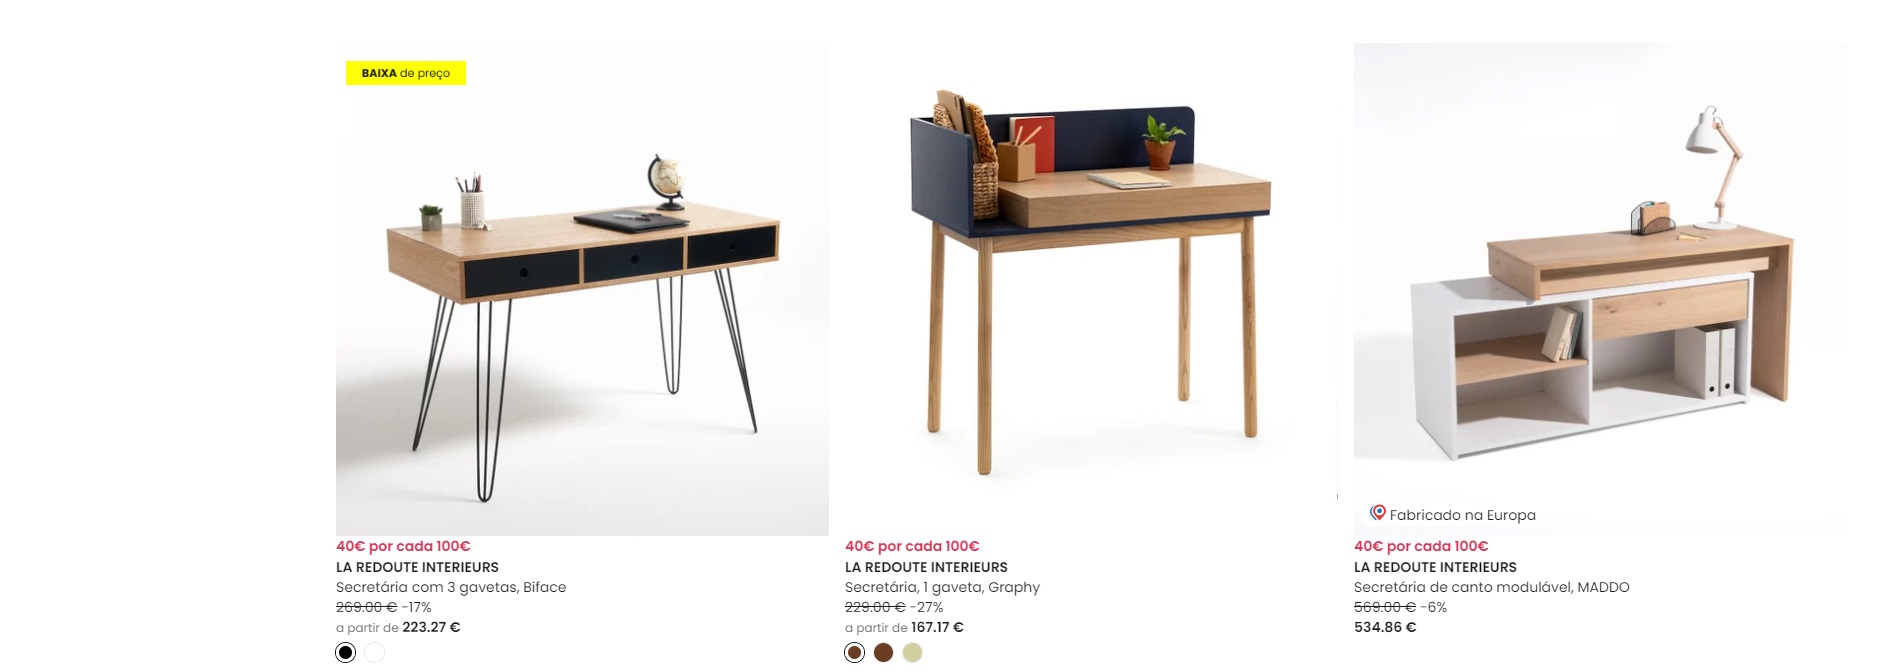 BAIXA de preço
40€ por cada 100€
LA REDOUTE INTERIEURS
Secretária com 3 gavetas, Biface
269.00 € -17%
a partir de 223.27 €
40€ por cada 100€
LA REDOUTE INTERIEURS
Secretária, 1 gaveta, Graphy
229.00 € -27%
a partir de 167.17 €
Fabricado na Europa
40€ por cada 100€
LA REDOUTE INTERIEURS
Secretária de canto modulável, MADDO
569.00 € -6%
534.86 €